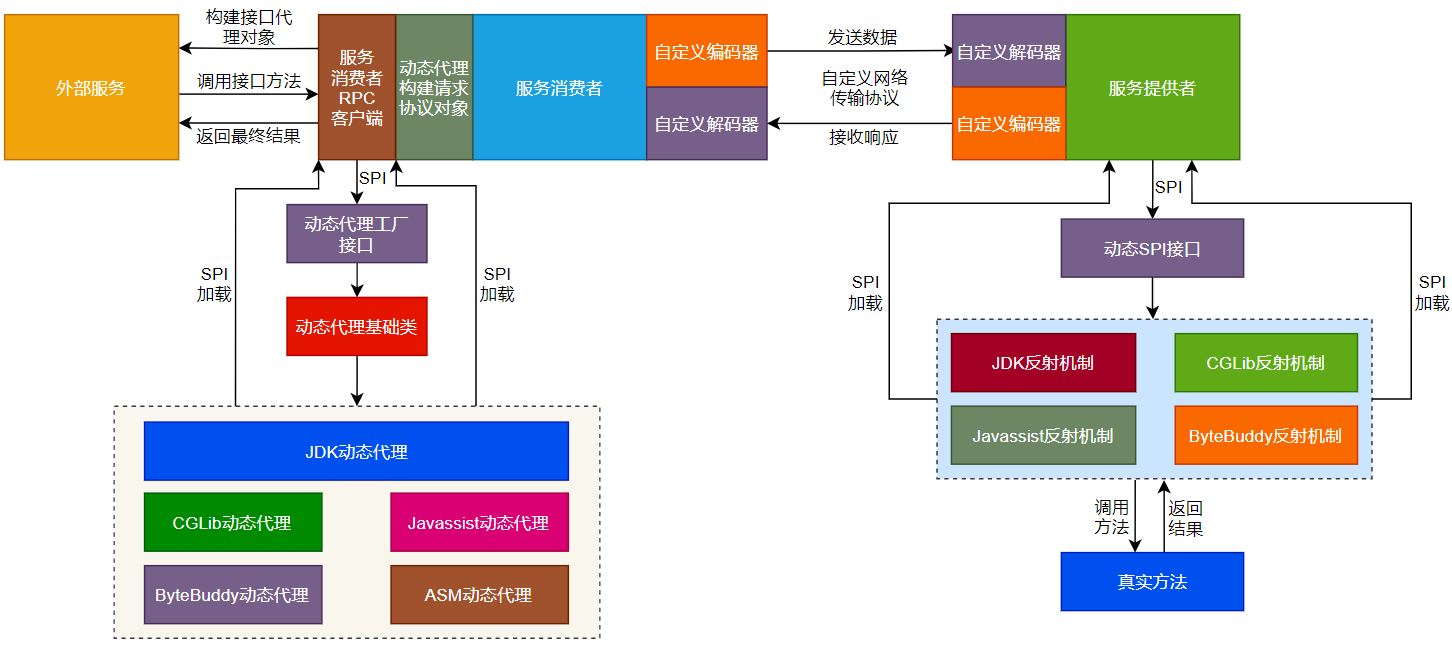 外部服务
构建接口代
理对象
调用接口方法
返回最终结果
服务
消费者
RPC
客户端
动态代理
构建请求
协议对象
服务消费者
自定义编码器
自定义解码器
发送数据
自定义网络
传输协议
接收响应
自定义解码器
自定义编码器
服务提供者
SPI
动态代理工厂
接口
动态代理基础类
SPI
加载
SPI
加载
JDK动态代理
CGLib动态代理
Javassist动态代理
ByteBuddy动态代理
ASM动态代理
SPI
动态SPI接口
SPI
加载
SPI
加载
JDK反射机制
CGLib反射机制
Javassist反射机制
ByteBuddy反射机制
调用
方法
返回
结果
真实方法